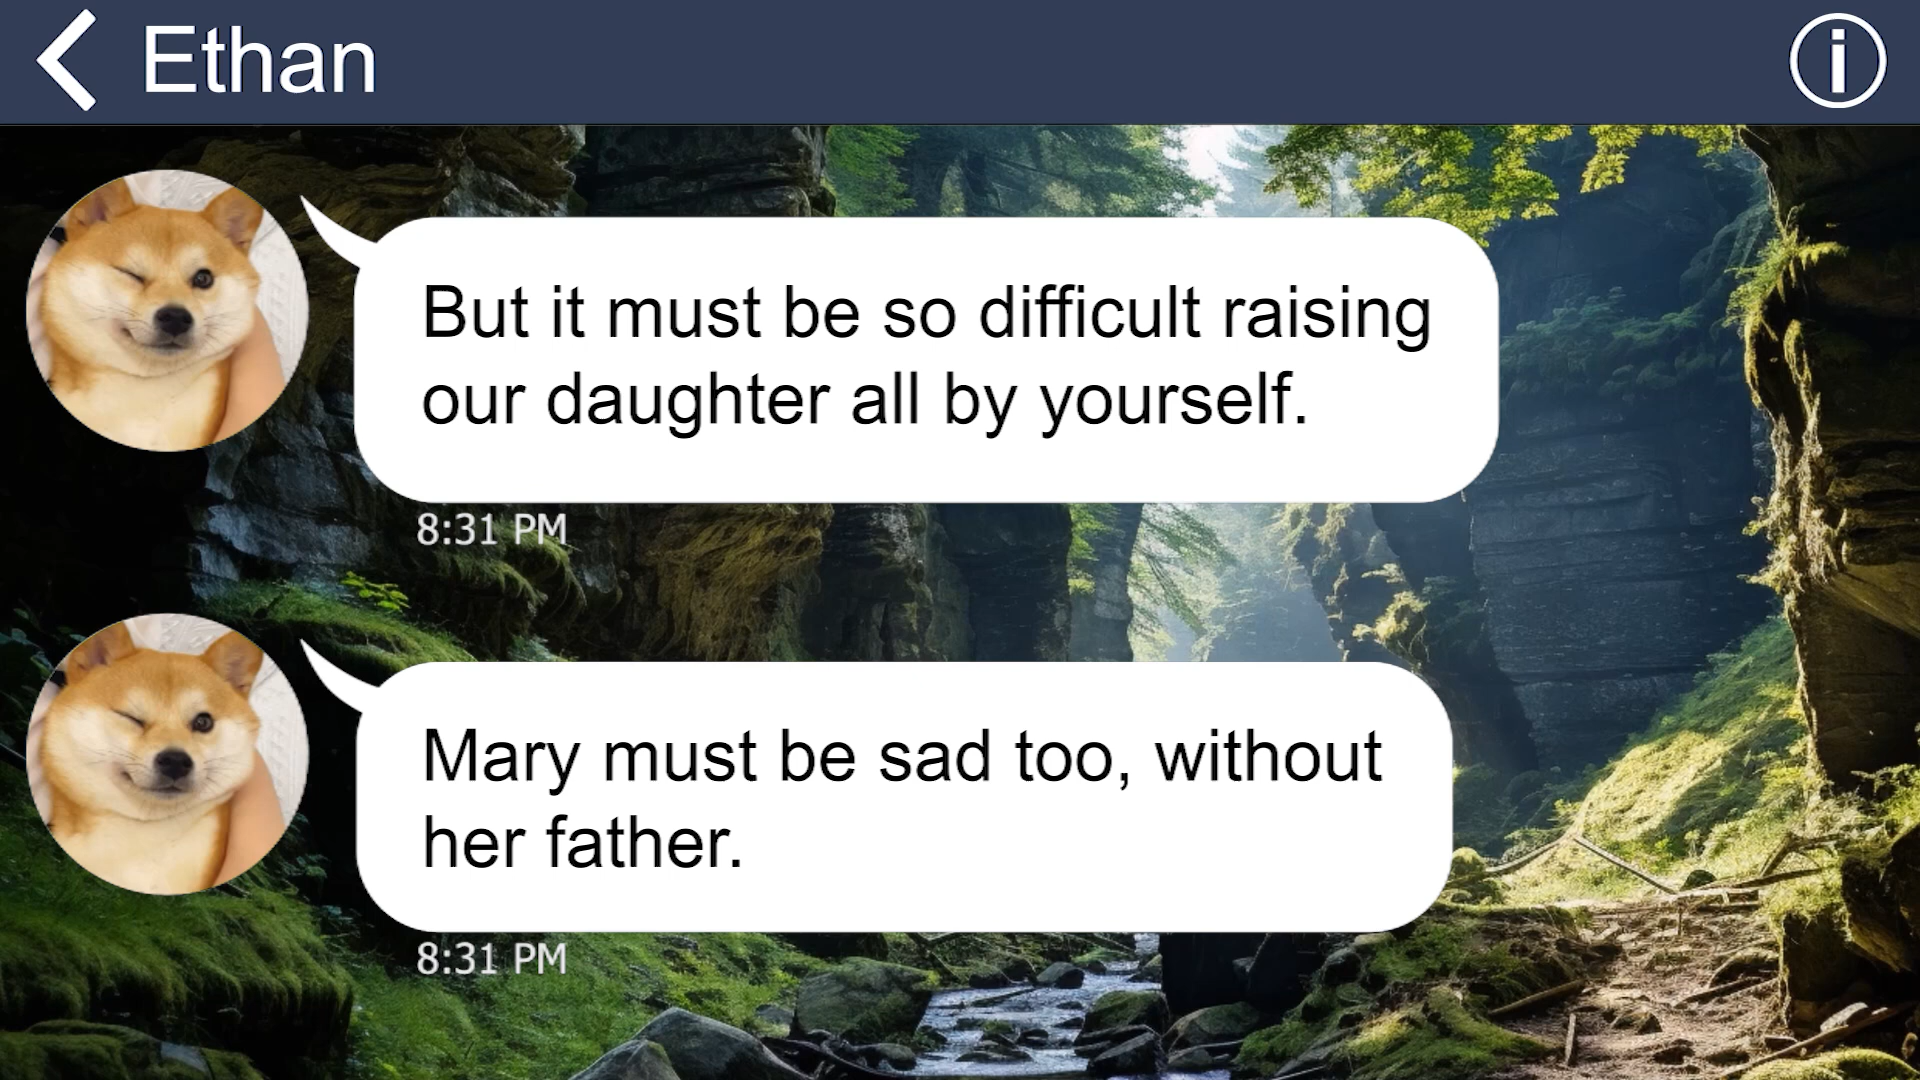 Ethan
But it must be so difficult raising
our daughter all by yourself.
8:31 PM
Mary must be sad too, without
her father.
8:31 PM